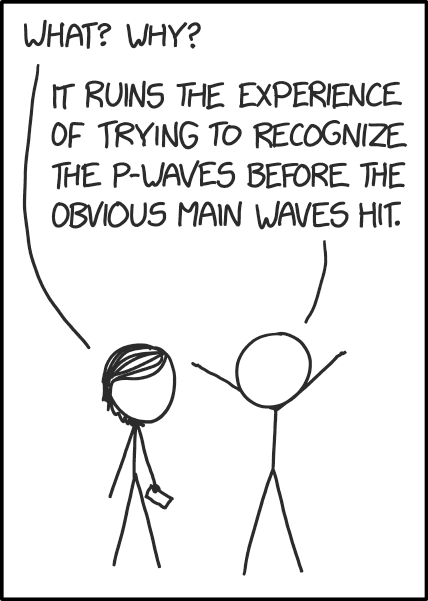 WHAT? WHY?
IT RUINS THE EXPERIENCE
OF TRYING TO RECOGNIZE
THE P-WAVES BEFORE THE
OBVIOUS MAIN WAVES HIT.